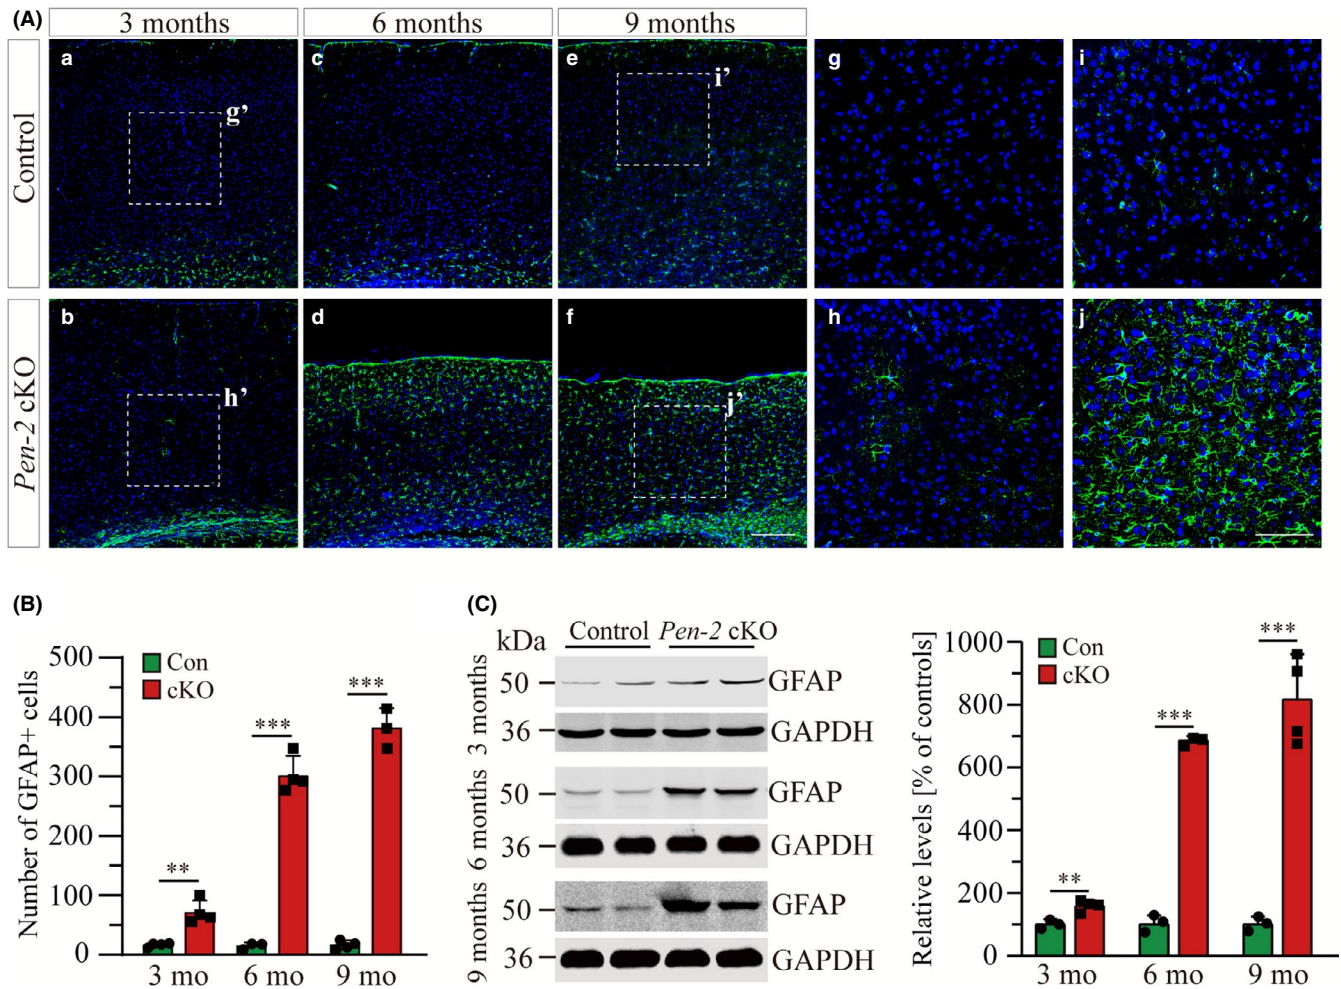 (A)
3 months
6 months
9 months
Control
a
g’
c
e
i’
g
i
Pen-2 cKO
b
h’
d
f
j’
h
j
(B)
Number of GFAP+ cells
500
400
300
200
100
0
Con
cKO
**
***
***
3 mo
6 mo
9 mo
(C)
kDa
Control
Pen-2 cKO
3 months
50
GFAP
36
GAPDH
6 months
50
GFAP
36
GAPDH
9 months
50
GFAP
36
GAPDH
Relative levels [% of controls]
1000
800
600
400
200
0
Con
cKO
**
***
***
3 mo
6 mo
9 mo